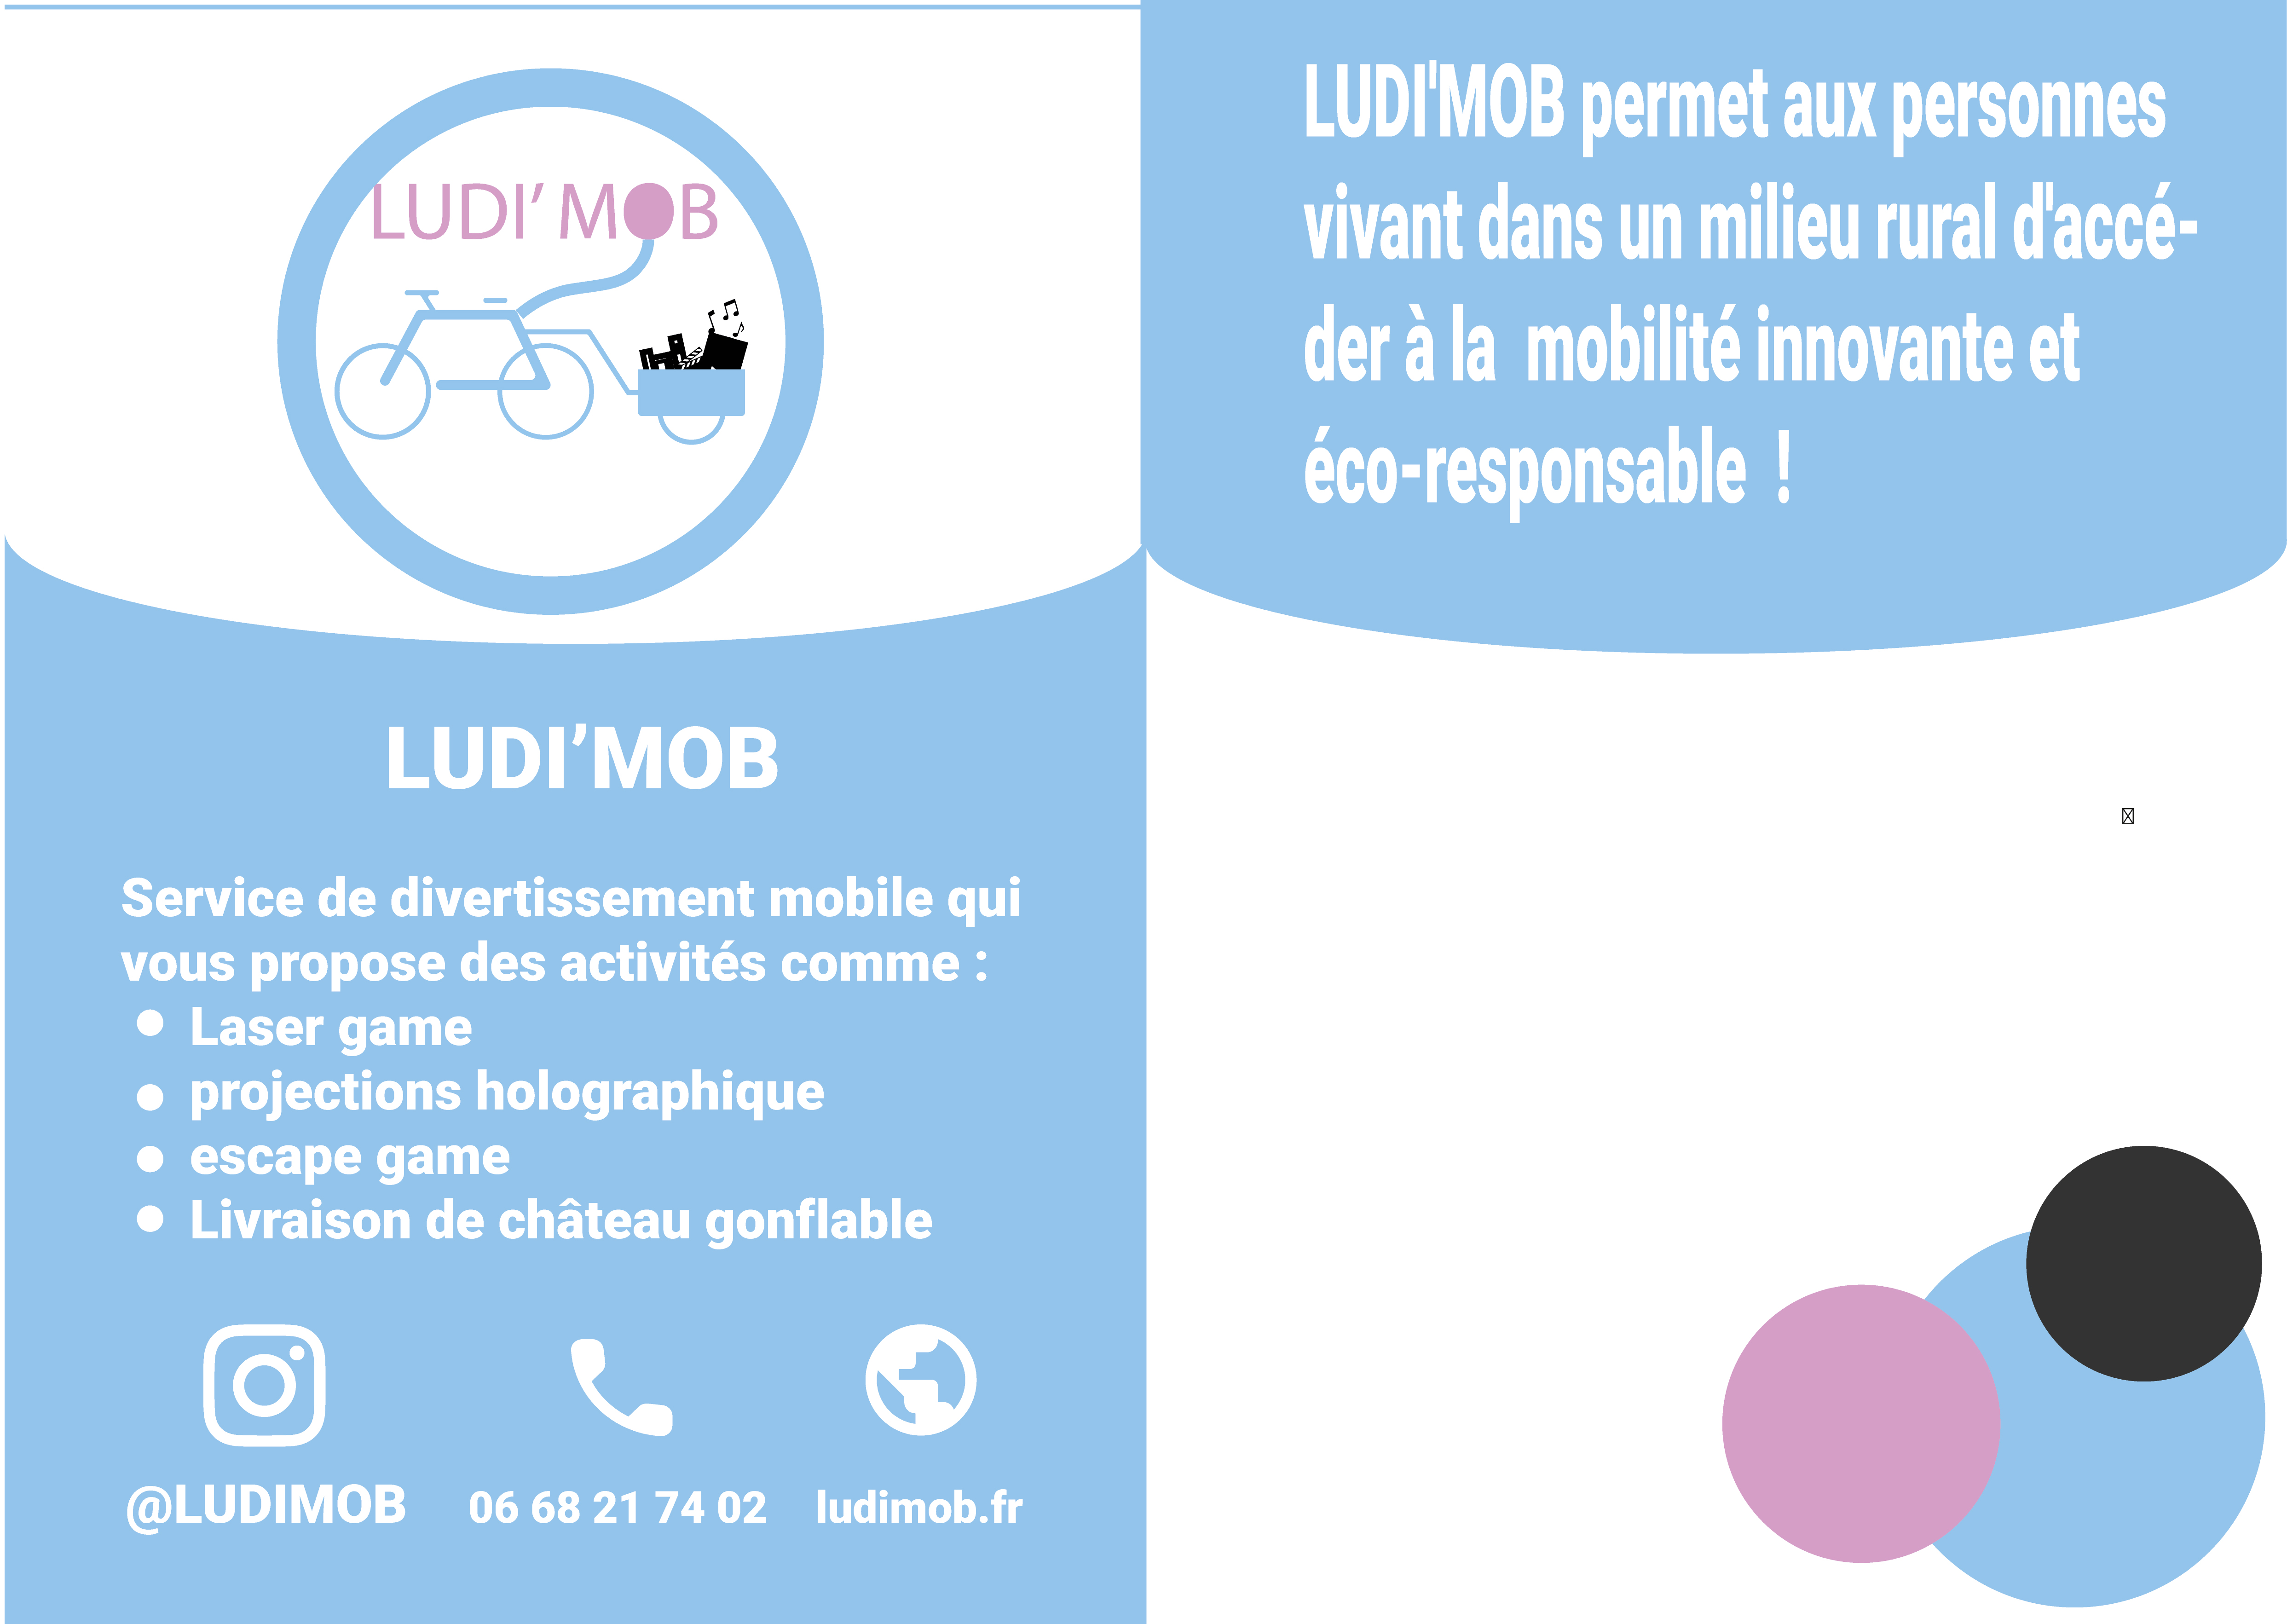 LUDI’MOB
LUDI’MOB
Service de divertissement mobile qui
vous propose des activités comme :
● Laser game
● projections holographique
● escape game
● Livraison de château gonflable
@LUDIMOB
06 68 21 74 02
ludimob.fr
LUDI'MOB permet aux personnes
vivant dans un milieu rural d'accé-
der à la mobilité innovante et
éco-responsable !